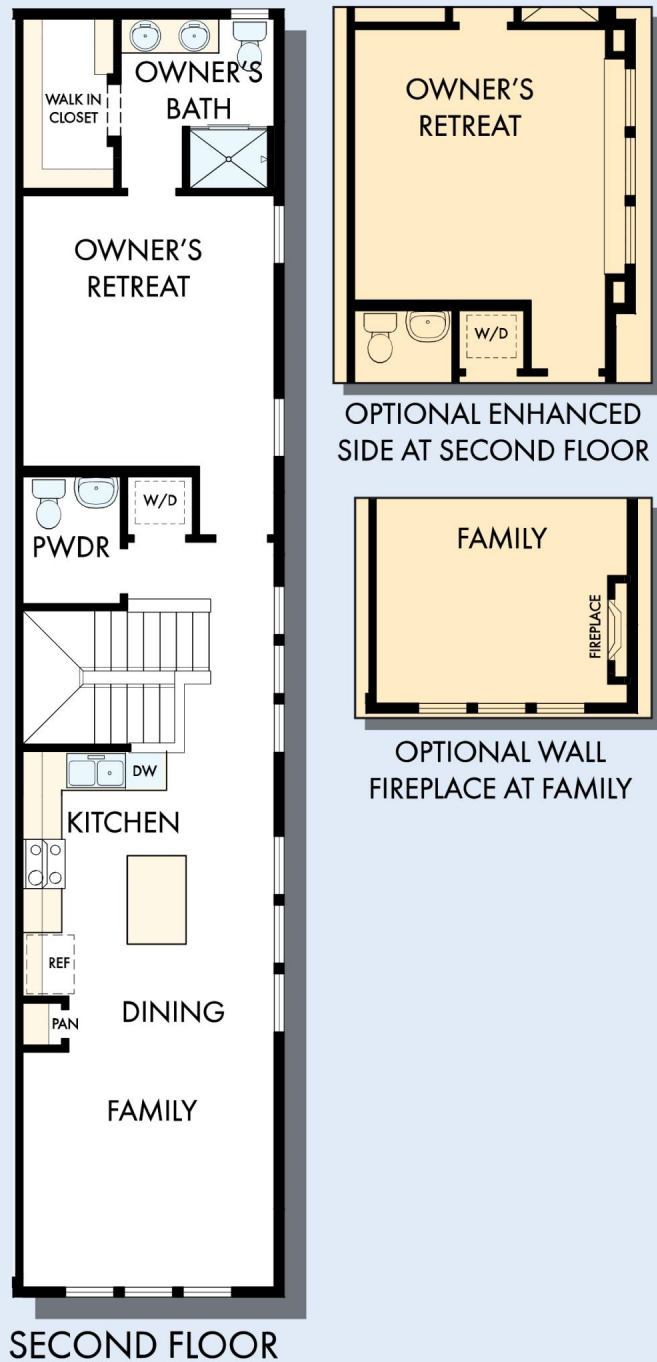 WALK IN
CLOSET
OWNER'S
BATH
OWNER'S
RETREAT
PWDR
W/D
DW
KITCHEN
REF
PAN
DINING
FAMILY
SECOND FLOOR
OWNER'S
RETREAT
W/D
OPTIONAL ENHANCED
SIDE AT SECOND FLOOR
FAMILY
FIREPLACE
OPTIONAL WALL
FIREPLACE AT FAMILY